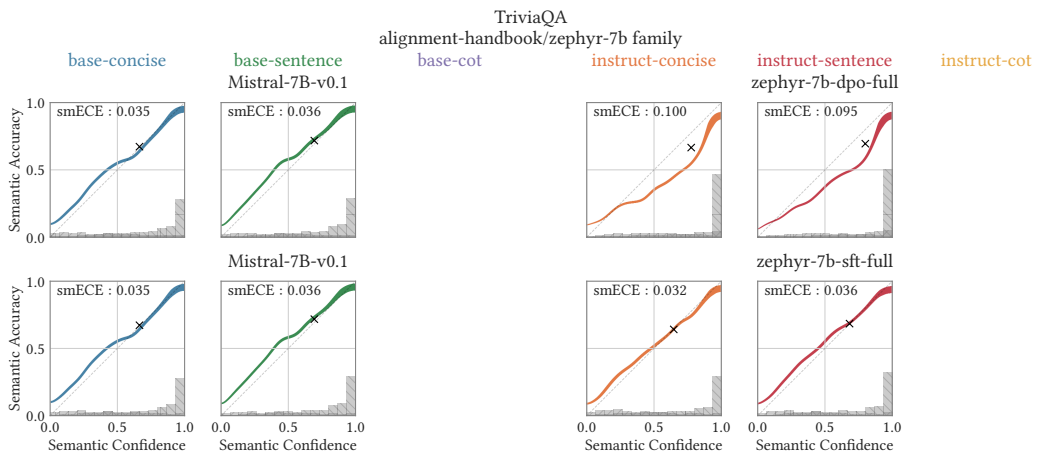 TriviaQA
alignment-handbook/zephyr-7b family
base-concise base-sentence base-cot instruct-concise instruct-sentence instruct-cot
Mistral-7B-v0.1 zephyr-7b-dpo-full
1.0 smECE : 0.035 smECE : 0.036 smECE : 0.100 smECE : 0.095
Semantic Accuracy
0.5
0.0
Mistral-7B-v0.1 zephyr-7b-sft-full
1.0 smECE : 0.035 smECE : 0.036 smECE : 0.032 smECE : 0.036
Semantic Accuracy
0.5
0.0
0.0 0.5 1.0 0.0 0.5 1.0 0.0 0.5 1.0 0.0 0.5 1.0
Semantic Confidence Semantic Confidence Semantic Confidence Semantic Confidence